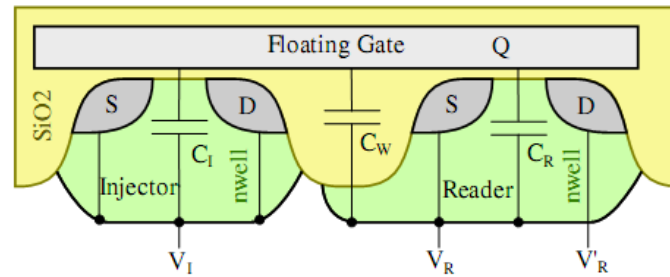 Floating Gate Q
SiO2
S D S D
C_I C_W C_R
Injector nwell Reader nwell
V_I V_R V'_R